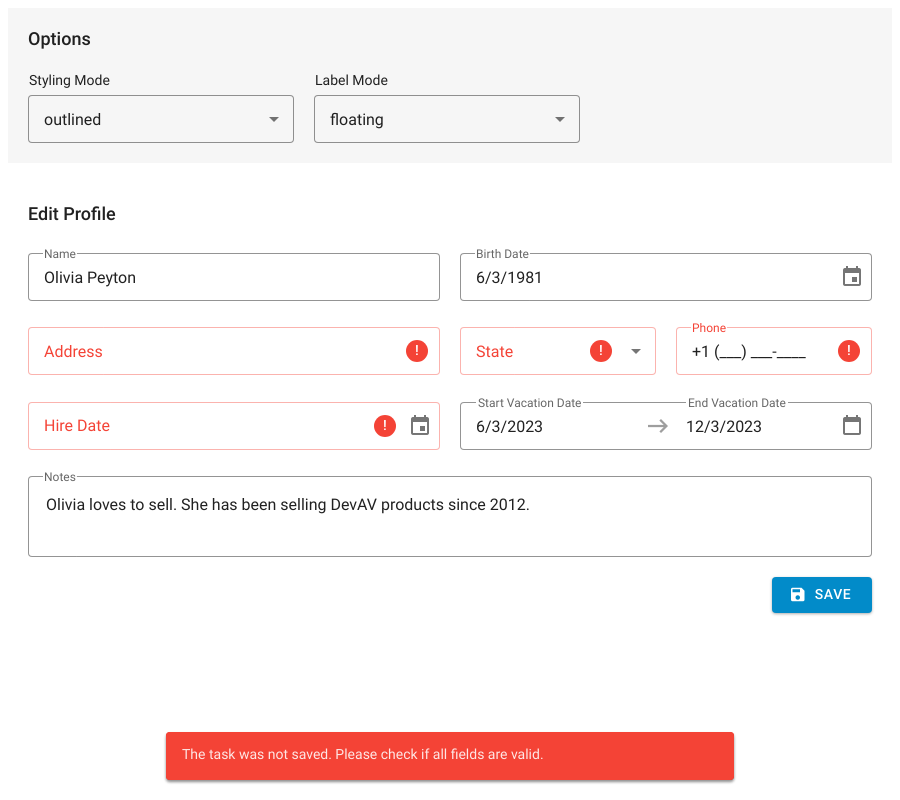 Options
Styling Mode Label Mode
outlined floating
Edit Profile
Name Birth Date
Olivia Peyton 6/3/1981
Phone
Address ! State ! +1 (___) ___-____ !
Start Vacation Date End Vacation Date
Hire Date ! 6/3/2023 12/3/2023
Notes
Olivia loves to sell. She has been selling DevAV products since 2012.
SAVE
The task was not saved. Please check if all fields are valid.